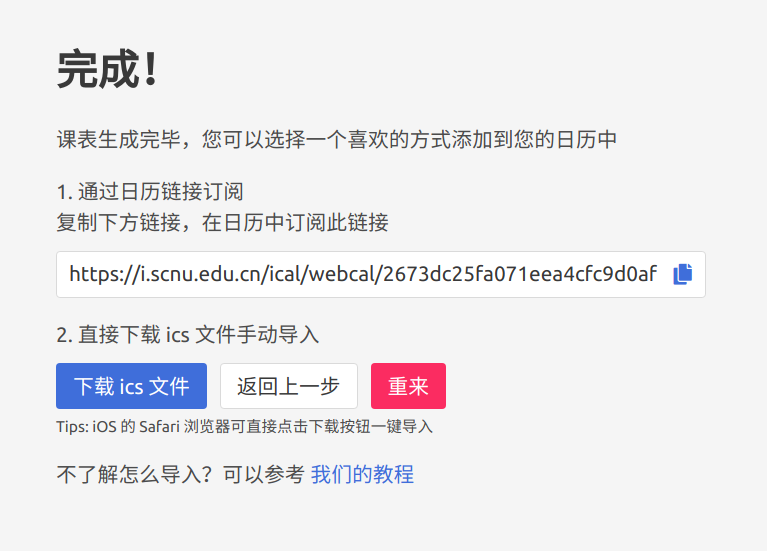 完成！
课表生成完毕，您可以选择一个喜欢的方式添加到您的日历中
1. 通过日历链接订阅
复制下方链接，在日历中订阅此链接
https://i.scnu.edu.cn/ical/webcal/2673dc25fa071eea4cfc9d0af
2. 直接下载 ics 文件手动导入
下载 ics 文件 返回上一步 重来
Tips: iOS 的 Safari 浏览器可直接点击下载按钮一键导入
不了解怎么导入？可以参考 我们的教程